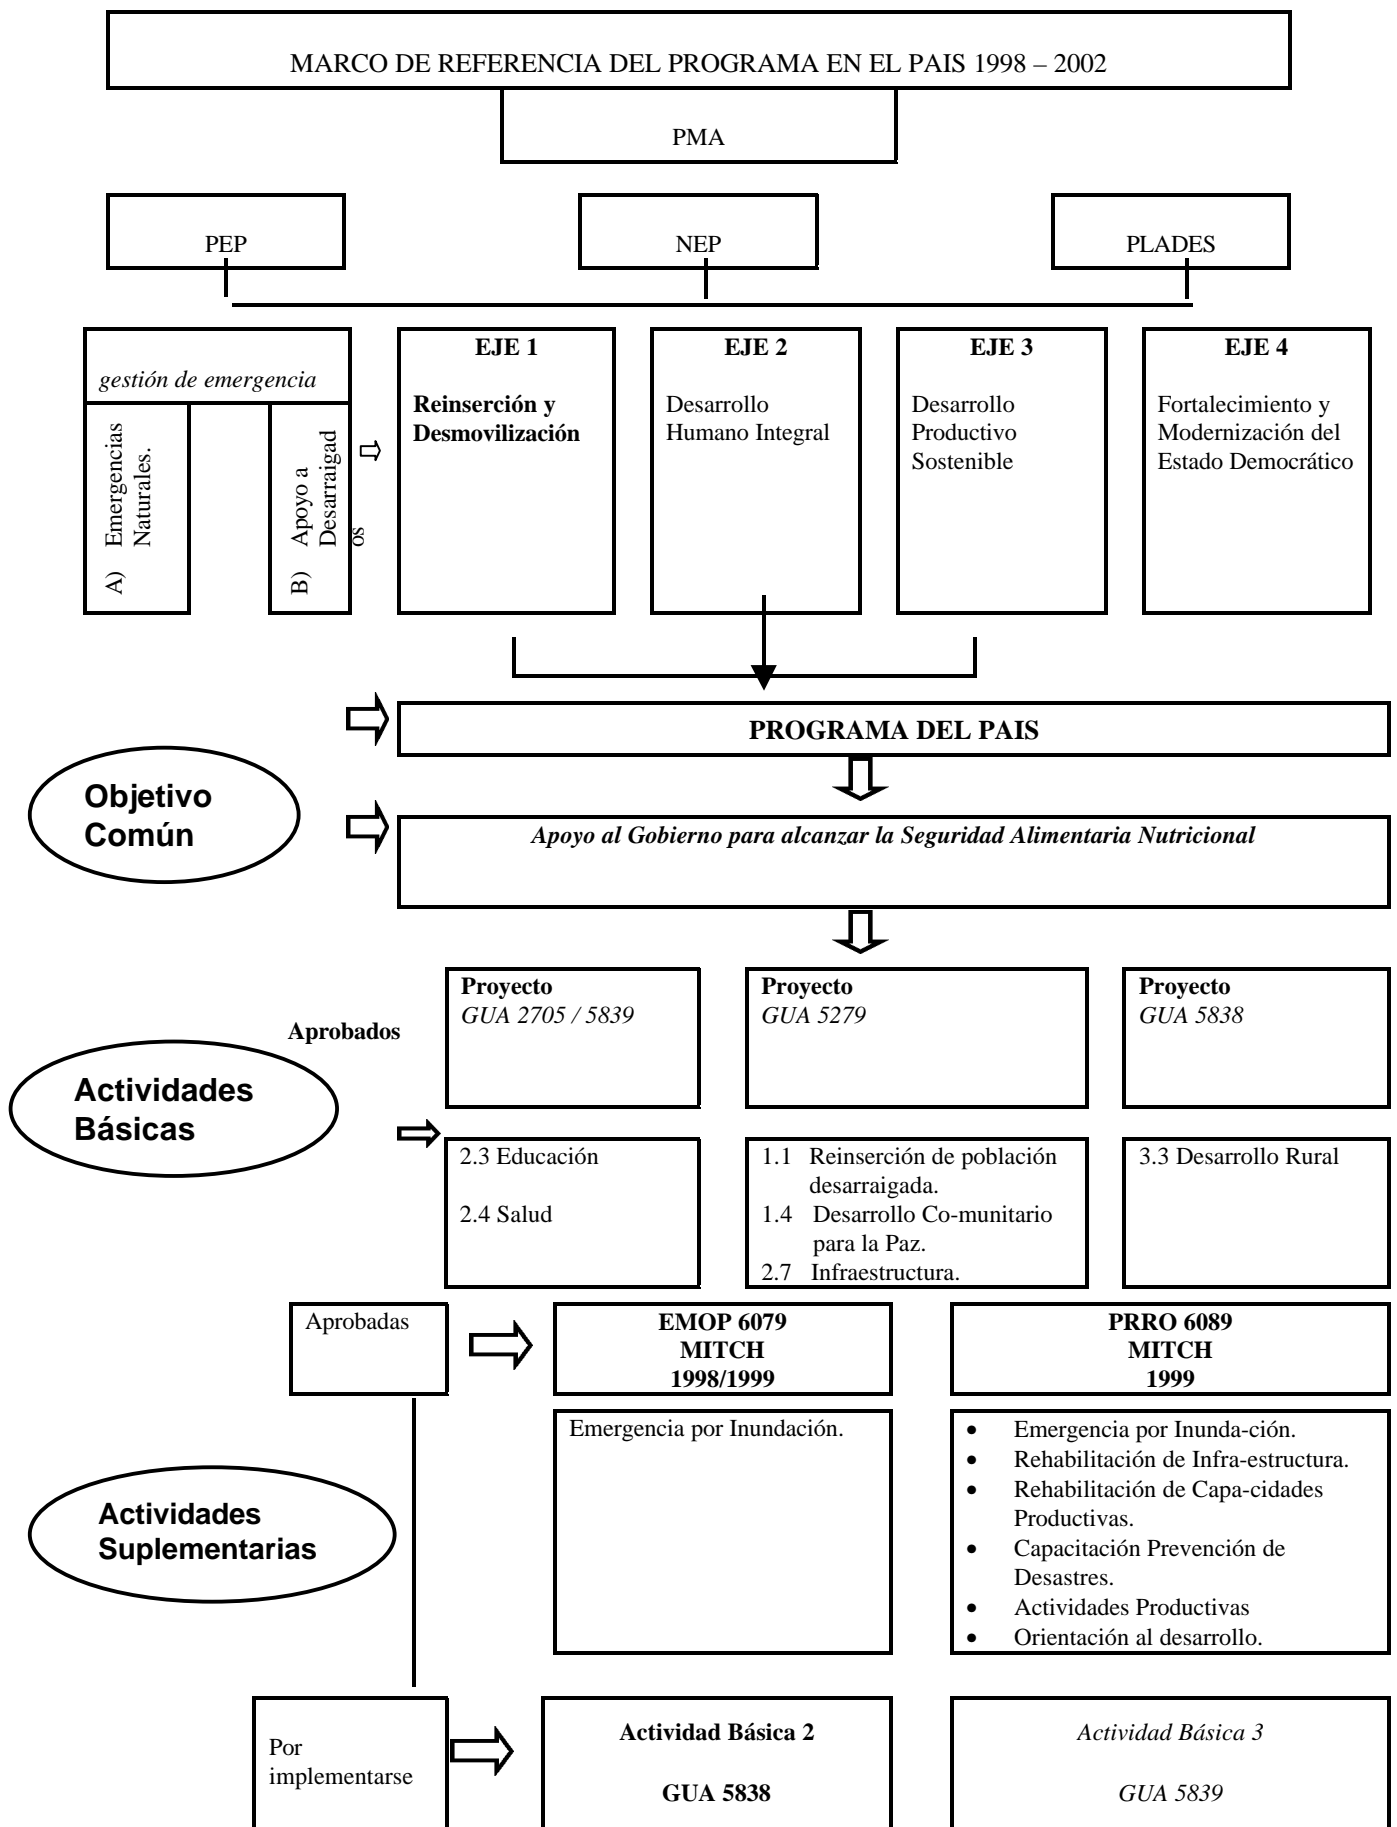 MARCO DE REFERENCIA DEL PROGRAMA EN EL PAIS 1998 – 2002
PMA
PEP
NEP
PLADES
gestión de emergencia
A) Emergencias
Naturales.
B) Apoyo a
Desarraigad
os
EJE 1
Reinserción y
Desmovilización
EJE 2
Desarrollo
Humano Integral
EJE 3
Desarrollo
Productivo
Sostenible
EJE 4
Fortalecimiento y
Modernización del
Estado Democrático
PROGRAMA DEL PAIS
Objetivo
Común
Apoyo al Gobierno para alcanzar la Seguridad Alimentaria Nutricional
Aprobados
Actividades
Básicas
Proyecto
GUA 2705 / 5839
Proyecto
GUA 5279
Proyecto
GUA 5838
2.3 Educación
2.4 Salud
1.1 Reinserción de población
desarraigada.
1.4 Desarrollo Co-munitario
para la Paz.
2.7 Infraestructura.
3.3 Desarrollo Rural
Aprobadas
EMOP 6079
MITCH
1998/1999
PRRO 6089
MITCH
1999
Actividades
Suplementarias
Emergencia por Inundación.
• Emergencia por Inunda-ción.
• Rehabilitación de Infra-estructura.
• Rehabilitación de Capa-cidades
Productivas.
• Capacitación Prevención de
Desastres.
• Actividades Productivas
• Orientación al desarrollo.
Por
implementarse
Actividad Básica 2
GUA 5838
Actividad Básica 3
GUA 5839